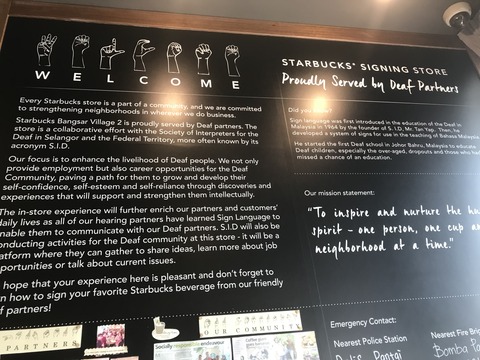 W E L C O M E
Every Starbucks store is a part of a community, and we are committed
to strengthening neighborhoods in wherever we do business.
Starbucks Bangsar Village 2 is proudly served by Deaf partners. The
store is a collaborative effort with the Society of Interpreters for the
Deaf in Selangor and the Federal Territory, more often known by its
acronym S.I.D.
Our focus is to enhance the livelihood of Deaf people. We not only
provide employment but also career opportunities for the Deaf
Community, paving a path for them to grow and develop their
self-confidence, self-esteem and self-reliance through discoveries and
experiences that will support and strengthen them intellectually.
The in-store experience will further enrich our partners and customers'
daily lives as all of our hearing partners have learned Sign Language to
enable them to communicate with our Deaf partners. S.I.D will also be
conducting activities for the Deaf community at this store - it will be a
atform where they can gather to share ideas, learn more about job
portunities or talk about current issues.
hope that your experience here is pleasant and don't forget to
n how to sign your favorite Starbucks beverage from our friendly
f partners!
OUR COMMUNITY
STARBUCKS® SIGNING STORE
Proudly Served by Deaf Partners
Did you know?
Sign language was first introduced in the education of the Deaf in
Malaysia in 1964 by the founder of S.I.D, Mr. Tan Yap. Then, he
developed a system of signs for use in the teaching of Bahasa Malaysia.
He started the first Deaf school in Johor Bahru, Malaysia to educate
Deaf children, especially the over-aged, dropouts and those who had
missed a chance of an education.
Our mission statement:
"To inspire and nurture the hu
spirit - one person, one cup an
neighborhood at a time."
Emergency Contact:
Nearest Police Station
Nearest Fire Brig
Bomba